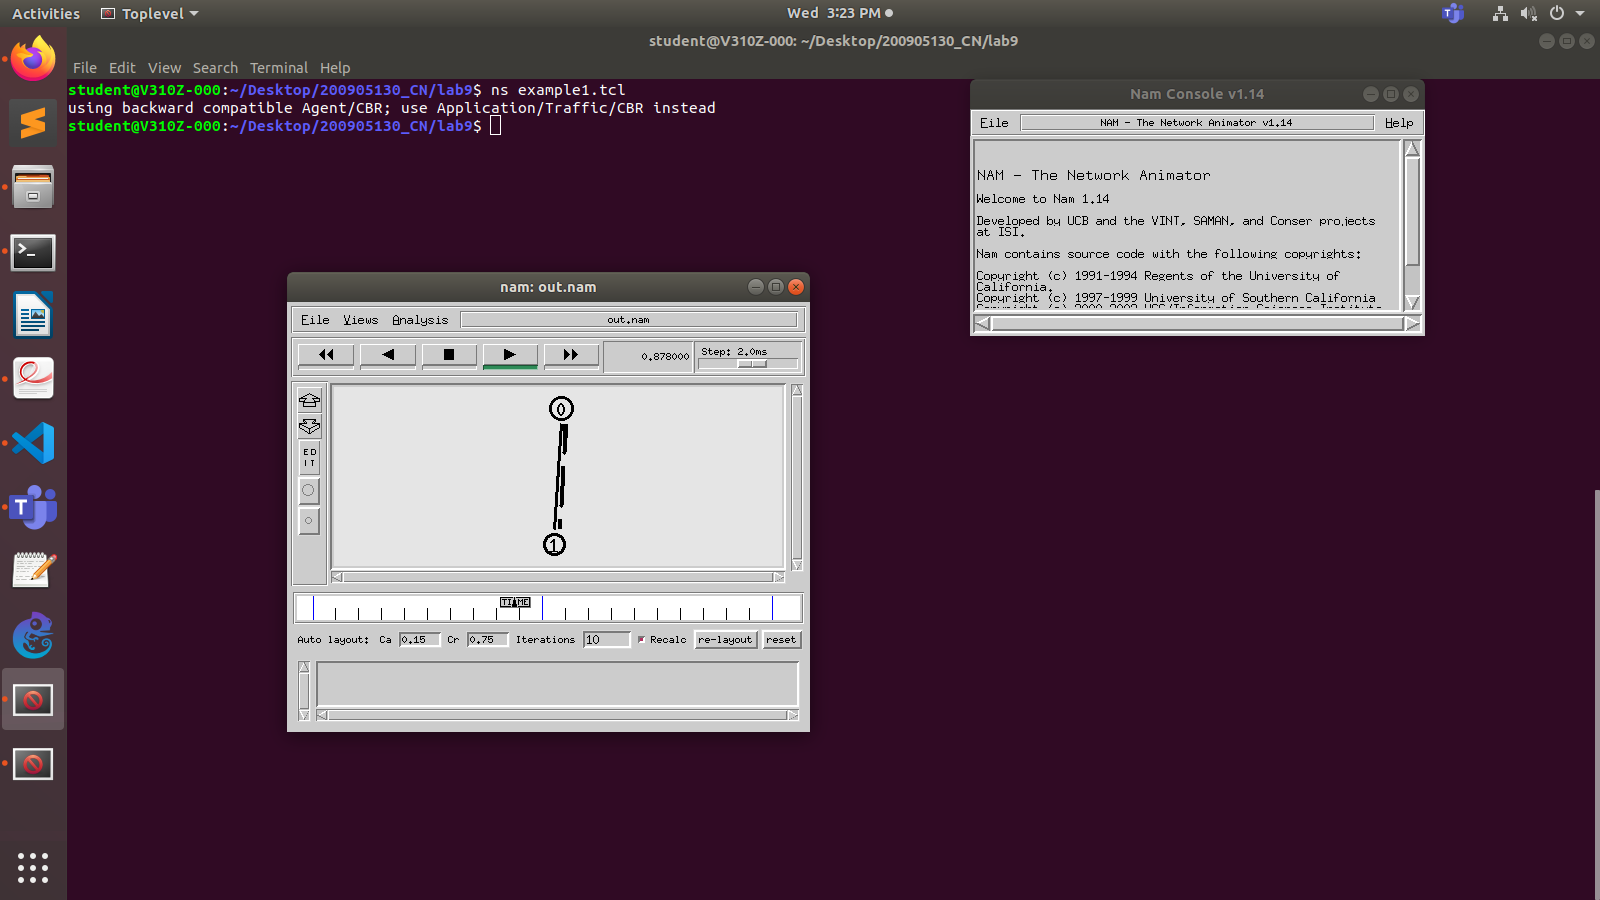 Activities
Toplevel
Wed 3:23 PM
student@V310Z-000: ~/Desktop/200905130_CN/lab9
File Edit View Search Terminal Help
student@V310Z-000:~/Desktop/200905130_CN/lab9$ ns example1.tcl
using backward compatible Agent/CBR; use Application/Traffic/CBR instead
student@V310Z-000:~/Desktop/200905130_CN/lab9$
Nam Console v1.14
File
NAM - The Network Animator v1.14
Help
NAM - The Network Animator
Welcome to Nam 1.14
Developed by UCB and the VINT, SAMAN, and Conser projects
at ISI.
Nam contains source code with the following copyrights:
Copyright (c) 1991-1994 Regents of the University of
California.
Copyright (c) 1997-1999 University of Southern California
nam: out.nam
File Views Analysis
out.nam
0.878000
Step: 2.0ms
ED
IT
0
1
TIME
Auto layout: Ca 0.15 Cr 0.75 Iterations 10 Recalc re-layout reset